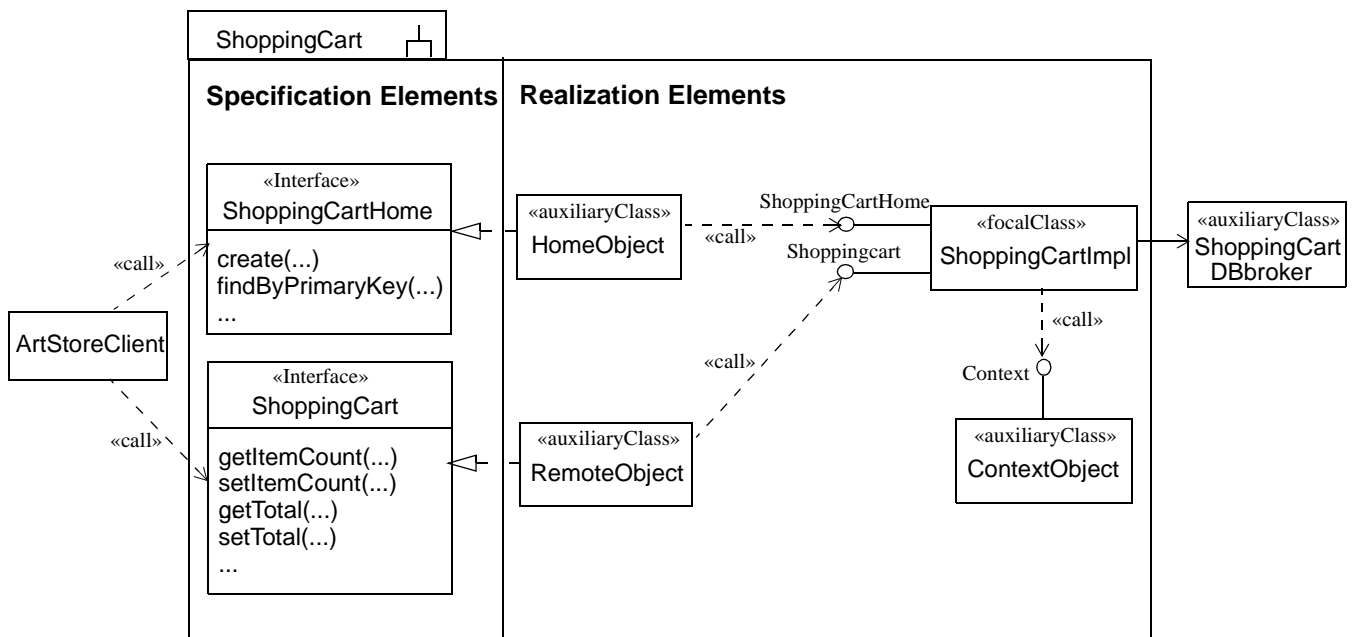 ShoppingCart
Specification Elements
Realization Elements
«Interface»
ShoppingCartHome
create(...)
findByPrimaryKey(...)
...
«auxiliaryClass»
HomeObject
«call»
ShoppingCartHome
Shoppingcart
«focalClass»
ShoppingCartImpl
«auxiliaryClass»
ShoppingCart
DBbroker
«call»
ArtStoreClient
«call»
«call»
Context
«call»
«Interface»
ShoppingCart
getItemCount(...)
setItemCount(...)
getTotal(...)
setTotal(...)
...
«auxiliaryClass»
RemoteObject
«auxiliaryClass»
ContextObject